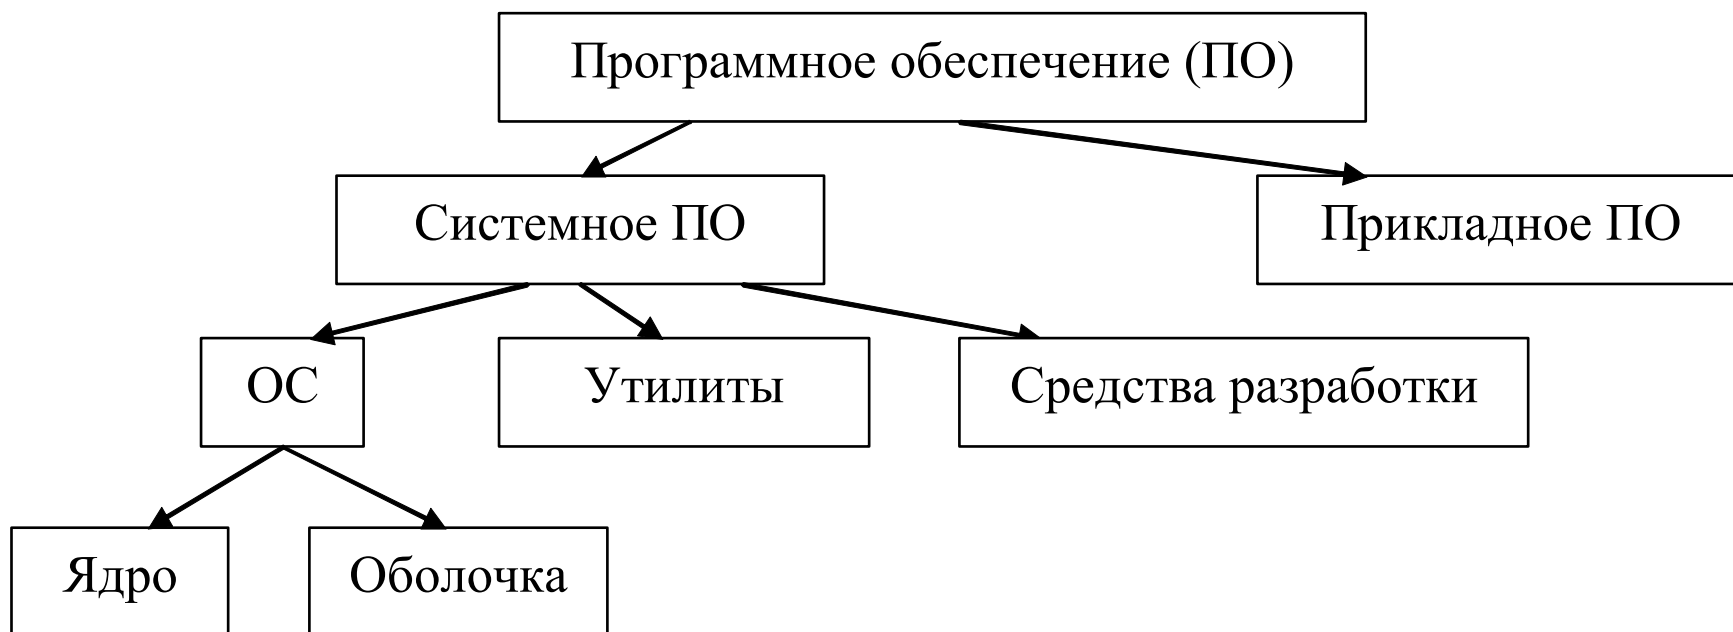 Программное обеспечение (ПО)
Системное ПО
Прикладное ПО
ОС
Утилиты
Средства разработки
Ядро
Оболочка